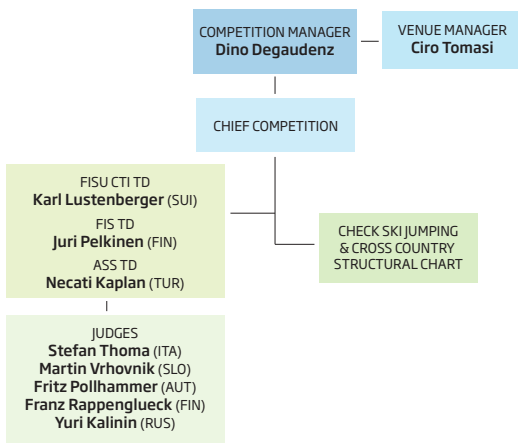 COMPETITION MANAGER
Dino Degaudenz
VENUE MANAGER
Ciro Tomasi
CHIEF COMPETITION
FISU CTI TD
Karl Lustenberger (SUI)
FIS TD
Juri Pelkinen (FIN)
ASS TD
Necati Kaplan (TUR)
CHECK SKI JUMPING
& CROSS COUNTRY
STRUCTURAL CHART
JUDGES
Stefan Thoma (ITA)
Martin Vrhovnik (SLO)
Fritz Pollhammer (AUT)
Franz Rappenglueck (FIN)
Yuri Kalinin (RUS)